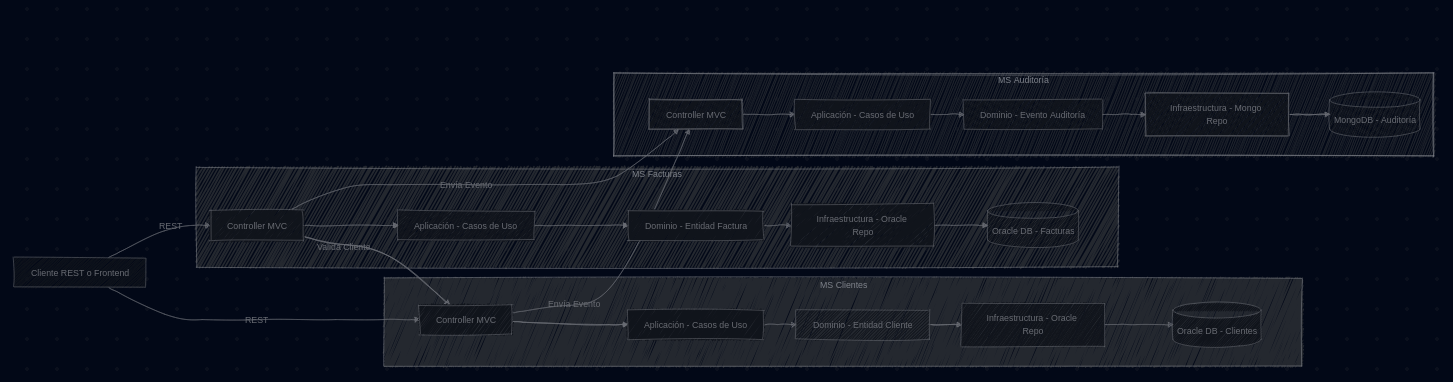 MS Auditoría
Controller MVC
Aplicación - Casos de Uso
Dominio - Evento Auditoría
Infraestructura - Mongo
Repo
MongoDB - Auditoría
MS Facturas
Envía Evento
REST
Controller MVC
Aplicación - Casos de Uso
Dominio - Entidad Factura
Infraestructura - Oracle
Repo
Oracle DB - Facturas
Valida Cliente
Cliente REST o Frontend
MS Clientes
Envía Evento
REST
Controller MVC
Aplicación - Casos de Uso
Dominio - Entidad Cliente
Infraestructura - Oracle
Repo
Oracle DB - Clientes